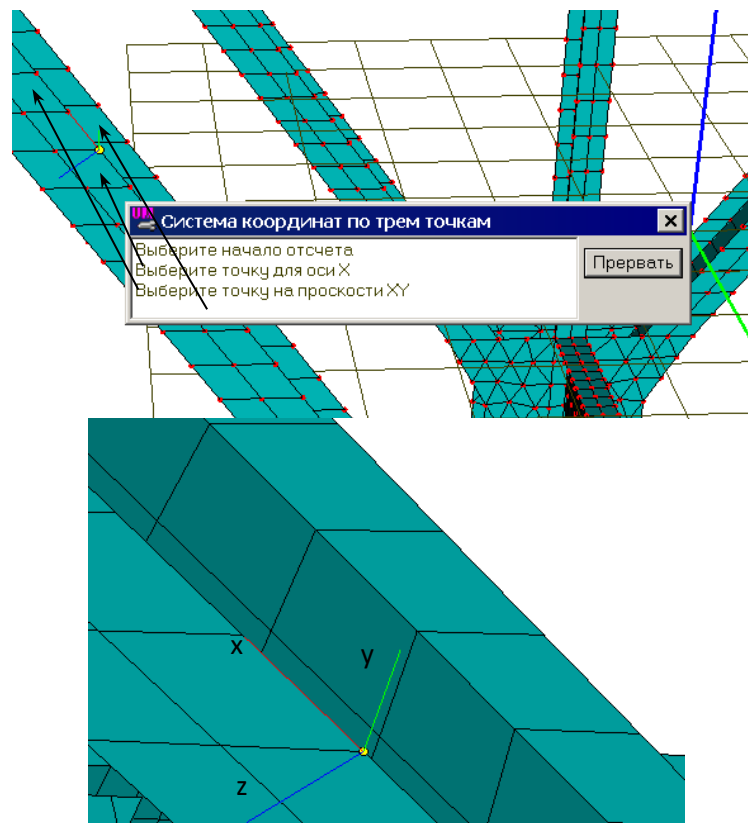 Система координат по трем точкам
Выберите начало отсчета
Выберите точку для оси X
Выберите точку на проскости XY
Прервать
x
y
z